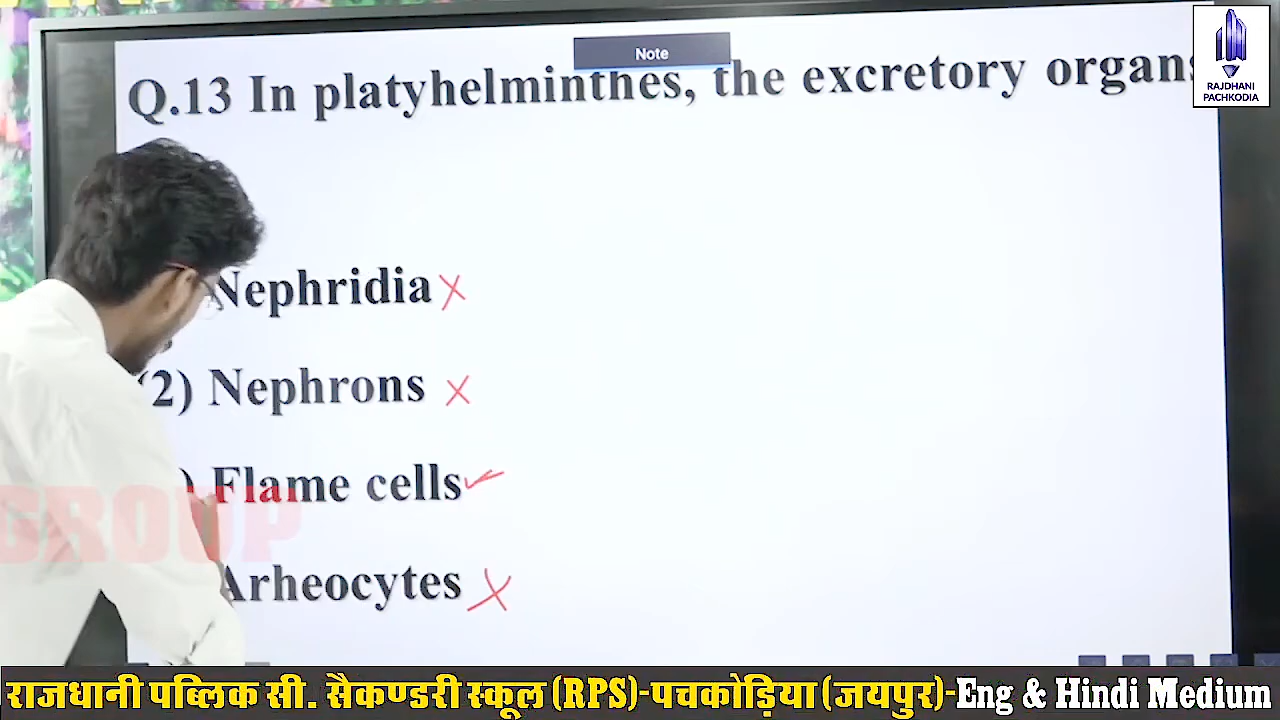 Note
Q.13 In platyhelminthes, the excretory organs
RAJDHANI
PACHKODIA
Nephridia
(2) Nephrons
) Flame cells
GROUP
Arheocytes
राजधानी पब्लिक सी. सैकण्डरी स्कूल (RPS)-पचकोड़िया (जयपुर)-Eng & Hindi Medium